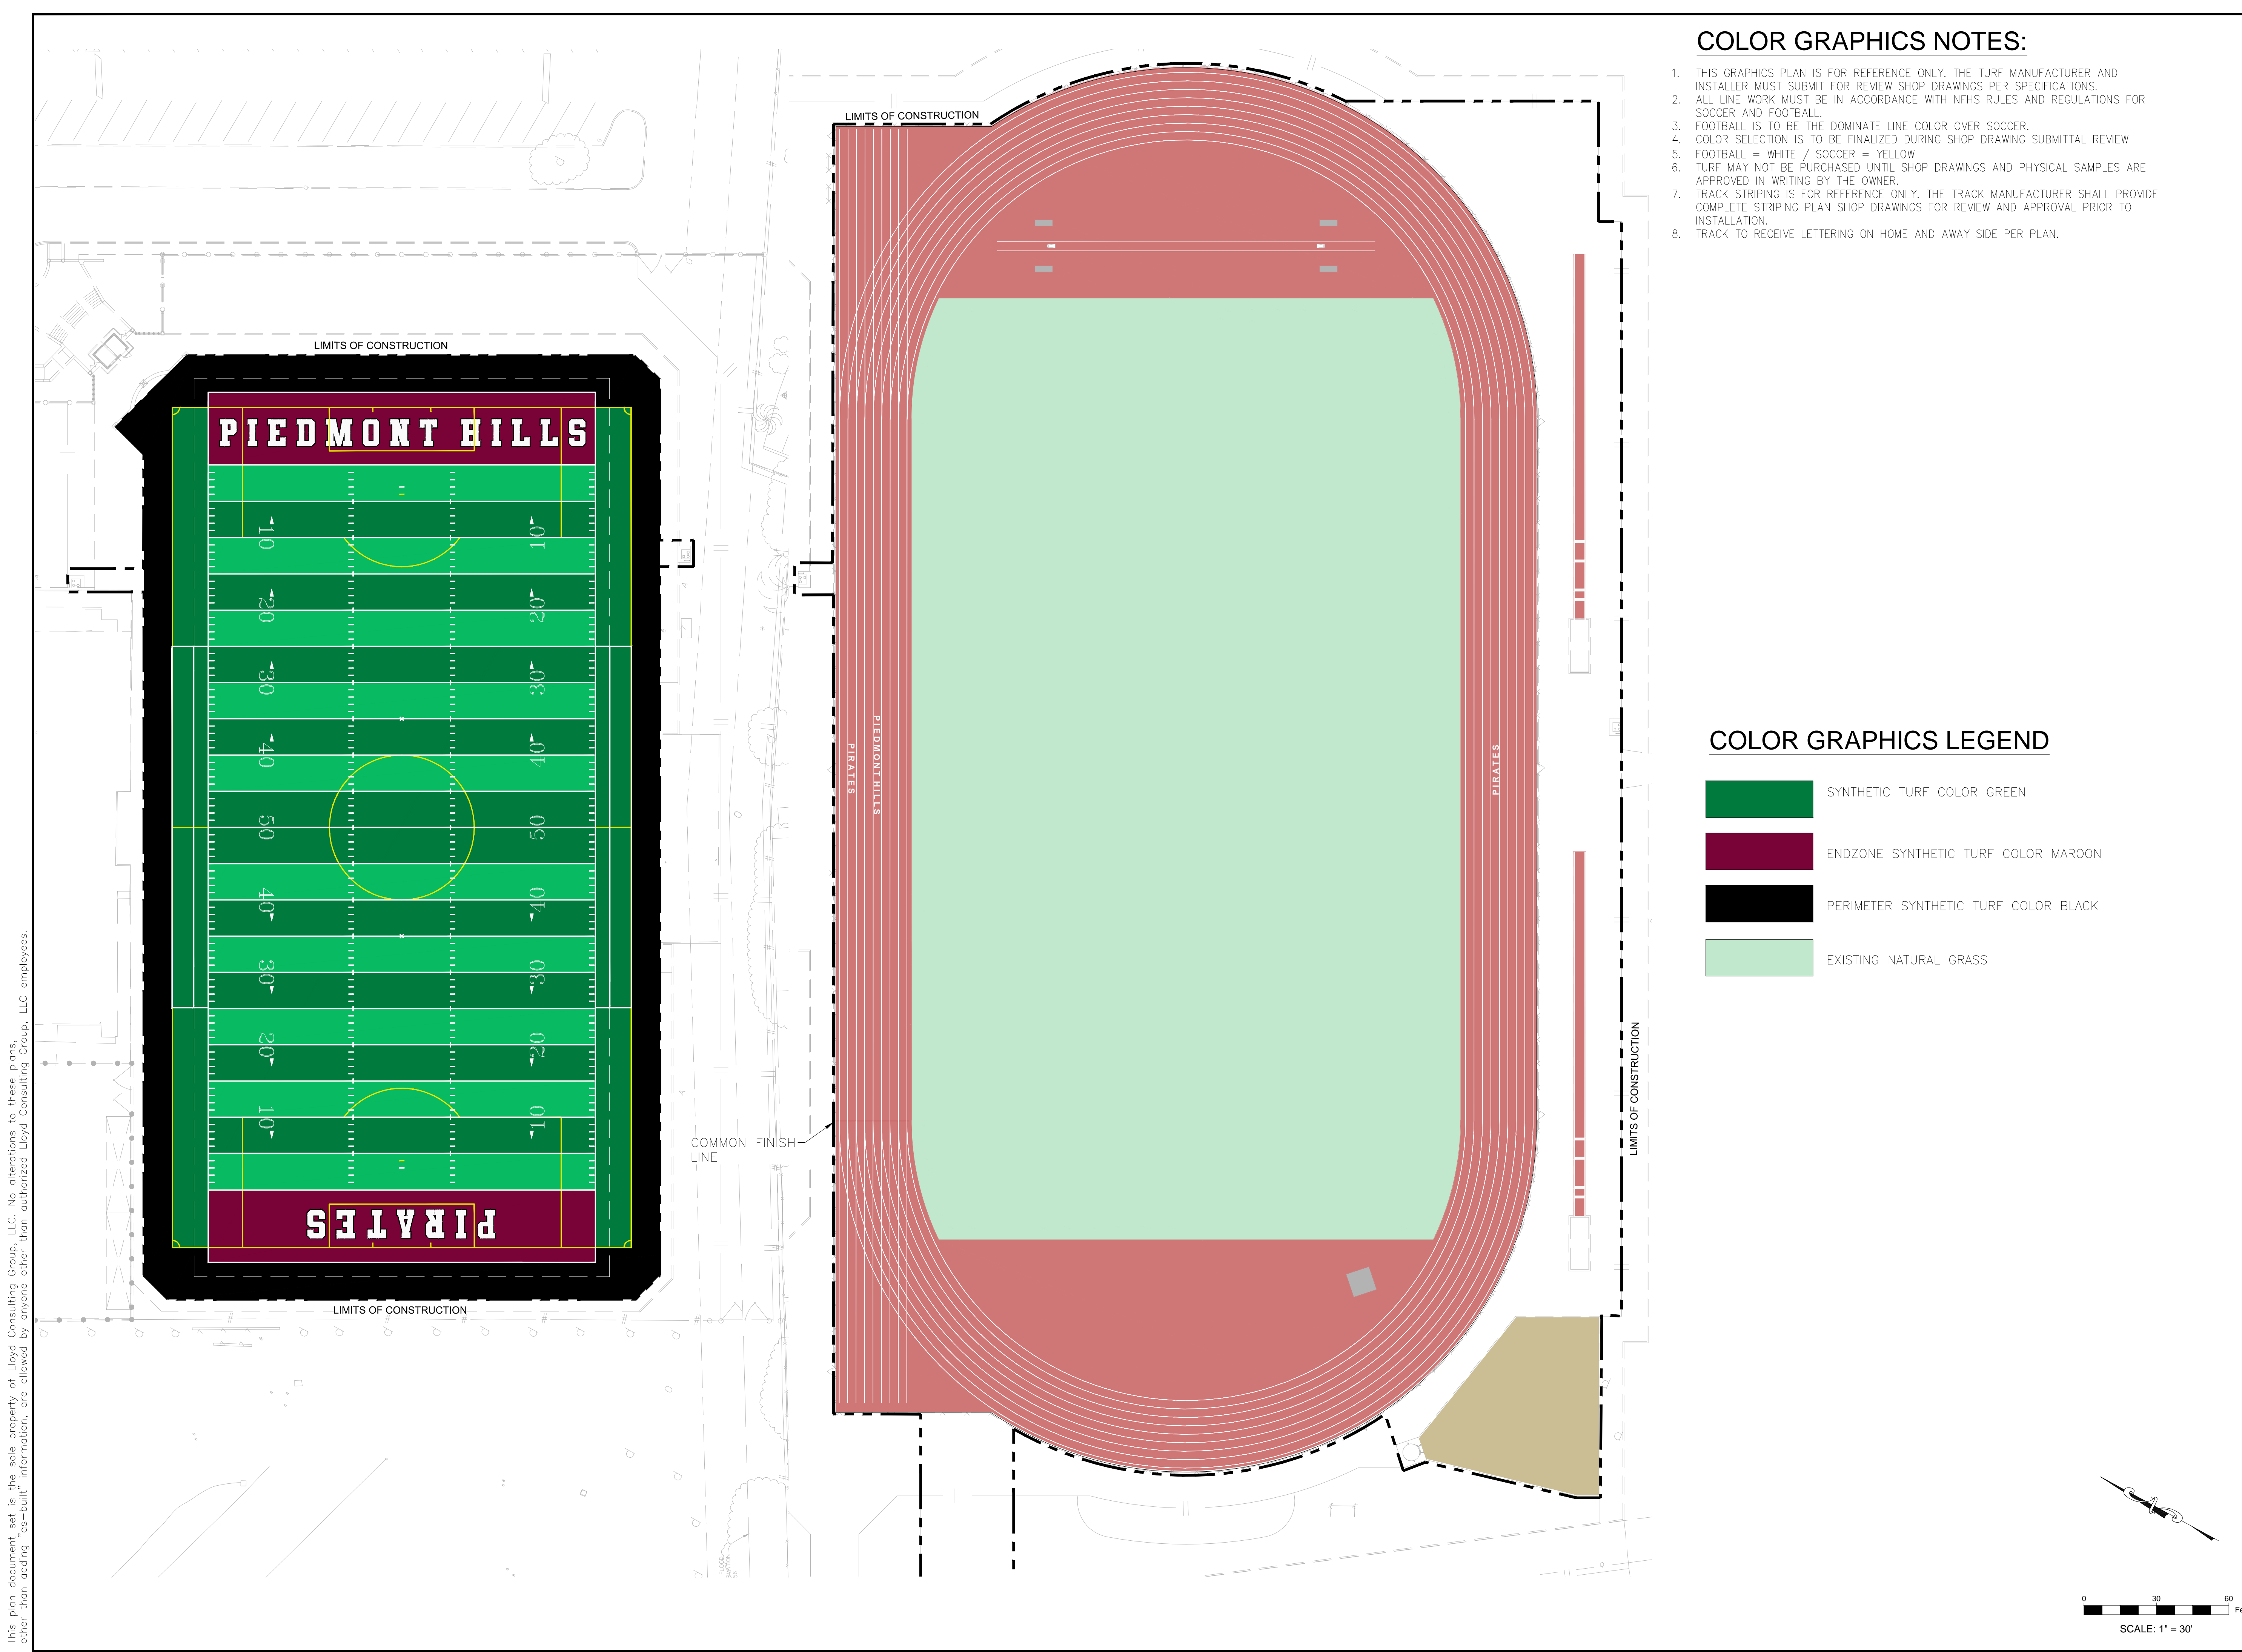 COLOR GRAPHICS NOTES:
1. THIS GRAPHICS PLAN IS FOR REFERENCE ONLY. THE TURF MANUFACTURER AND
INSTALLER MUST SUBMIT FOR REVIEW SHOP DRAWINGS PER SPECIFICATIONS.
2. ALL LINE WORK MUST BE IN ACCORDANCE WITH NFHS RULES AND REGULATIONS FOR
SOCCER AND FOOTBALL.
3. FOOTBALL IS TO BE THE DOMINATE LINE COLOR OVER SOCCER.
4. COLOR SELECTION IS TO BE FINALIZED DURING SHOP DRAWING SUBMITTAL REVIEW
5. FOOTBALL = WHITE / SOCCER = YELLOW
6. TURF MAY NOT BE PURCHASED UNTIL SHOP DRAWINGS AND PHYSICAL SAMPLES ARE
APPROVED IN WRITING BY THE OWNER.
7. TRACK STRIPING IS FOR REFERENCE ONLY. THE TRACK MANUFACTURER SHALL PROVIDE
COMPLETE STRIPING PLAN SHOP DRAWINGS FOR REVIEW AND APPROVAL PRIOR TO
INSTALLATION.
8. TRACK TO RECEIVE LETTERING ON HOME AND AWAY SIDE PER PLAN.
LIMITS OF CONSTRUCTION
LIMITS OF CONSTRUCTION
PIEDMONT HILLS
10 10
20 20
30 30
40 40
50 50
40 40
30 30
20 20
10 10
PIRATES
LIMITS OF CONSTRUCTION
PIRATES
PIEDMONT HILLS
PIRATES
COMMON FINISH
LINE
LIMITS OF CONSTRUCTION
COLOR GRAPHICS LEGEND
SYNTHETIC TURF COLOR GREEN
ENDZONE SYNTHETIC TURF COLOR MAROON
PERIMETER SYNTHETIC TURF COLOR BLACK
EXISTING NATURAL GRASS
This plan document set is the sole property of Lloyd Consulting Group, LLC. No alterations to these plans,
other than adding "as-built" information, are allowed by anyone other than authorized Lloyd Consulting Group, LLC employees.
0 30 60
SCALE: 1" = 30'